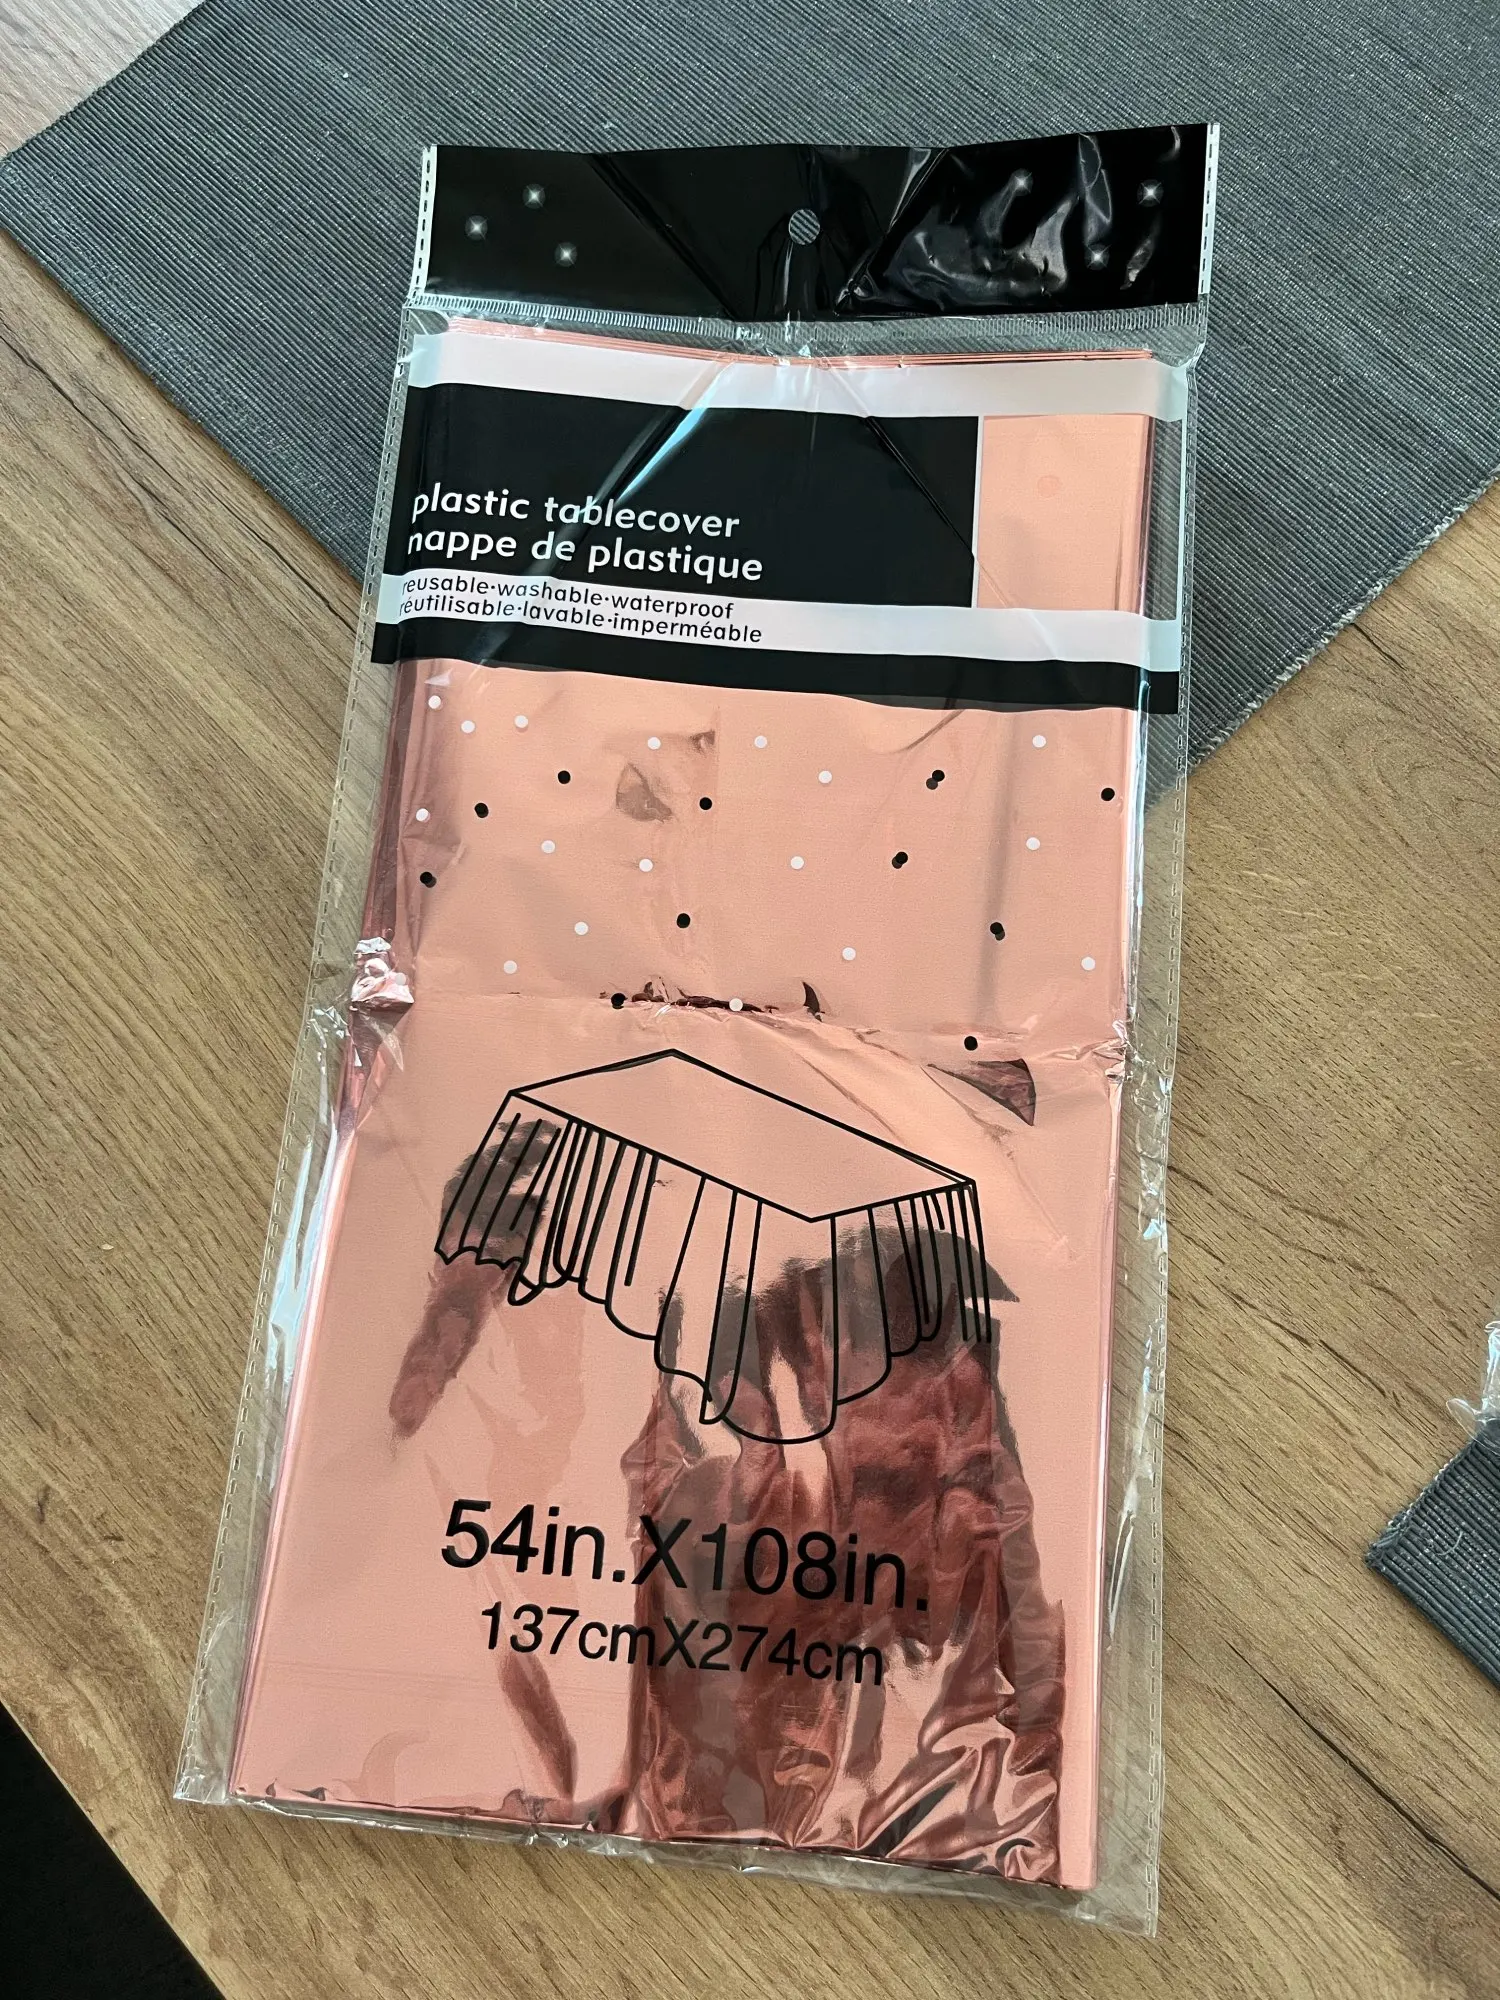 plastic tablecover
nappe de plastique
reusable·washable·waterproof
réutilisable·lavable·imperméable
54in.X108in.
137cmX274cm